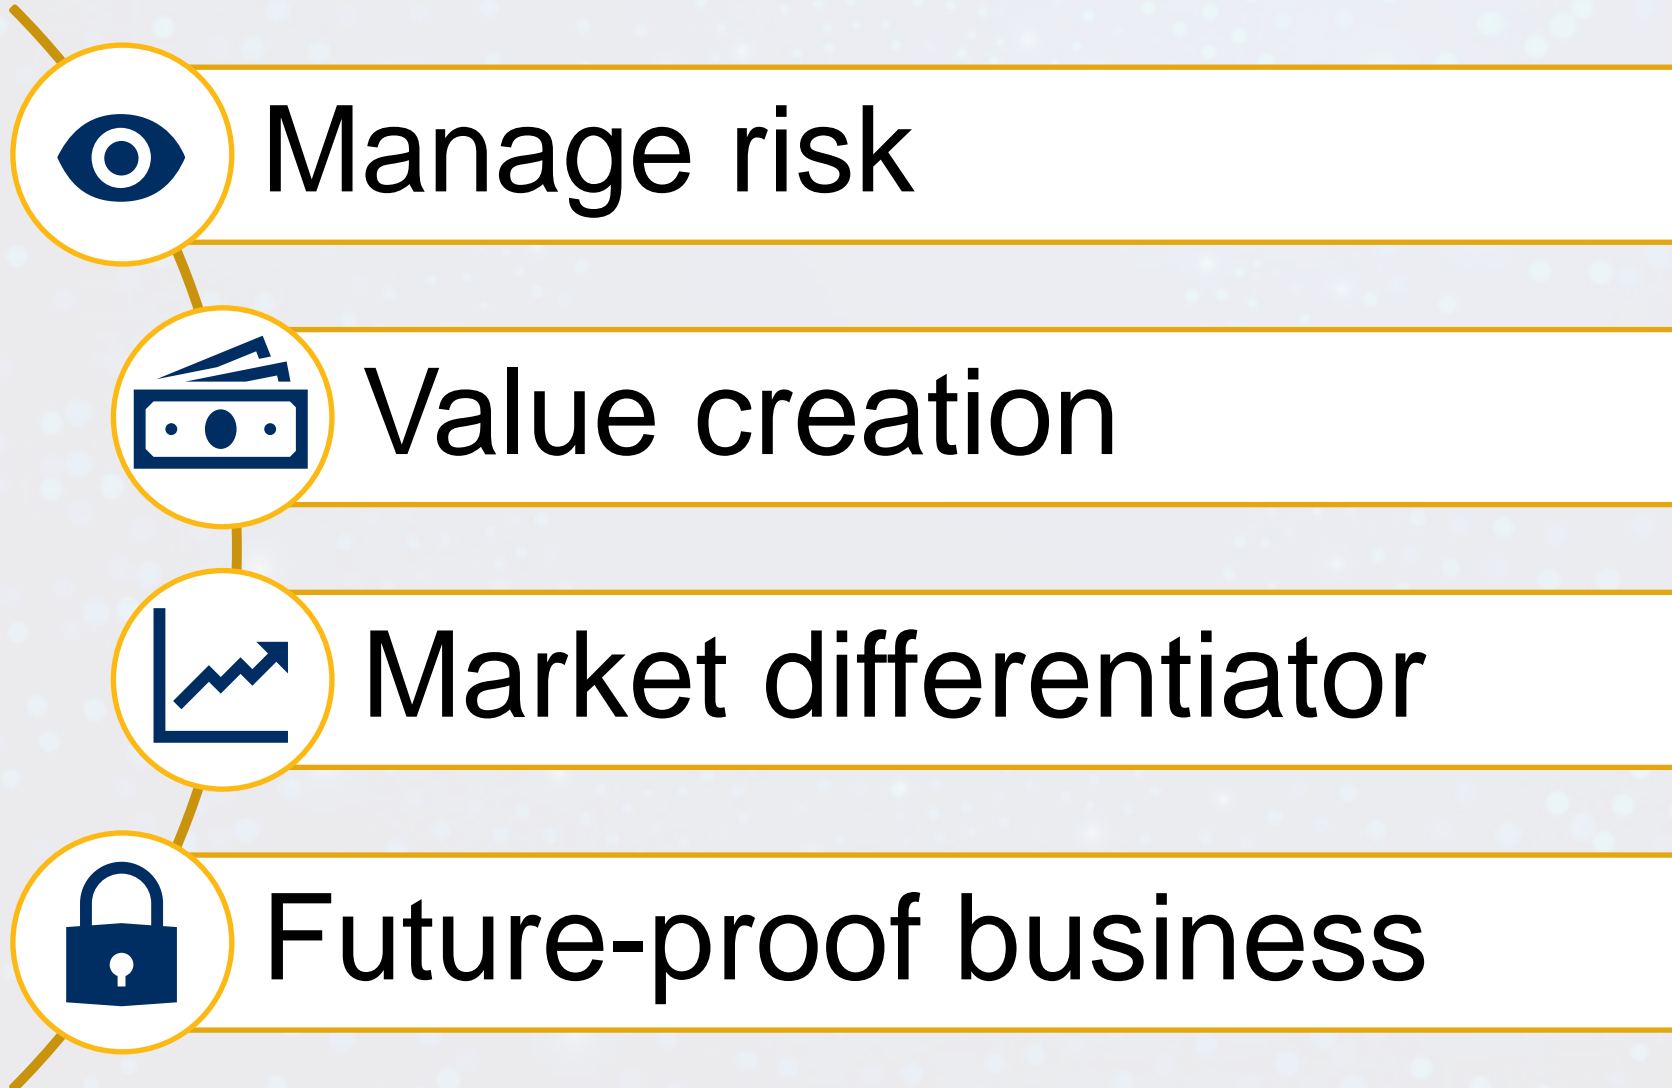 Manage risk
Value creation
Market differentiator
Future-proof business